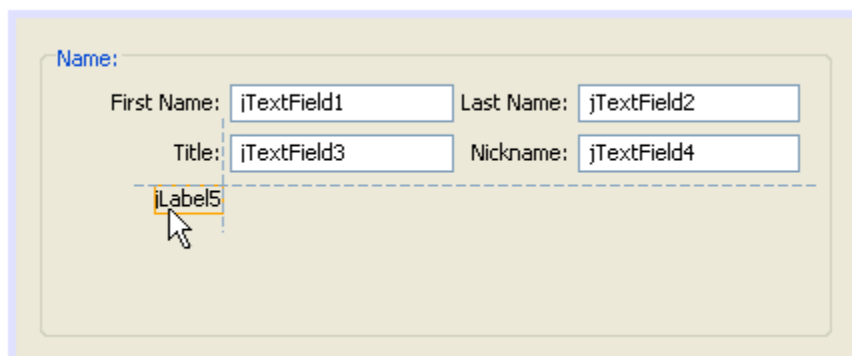 Name:
First Name: jTextField1 Last Name: jTextField2
Title: jTextField3 Nickname: jTextField4
jLabel5